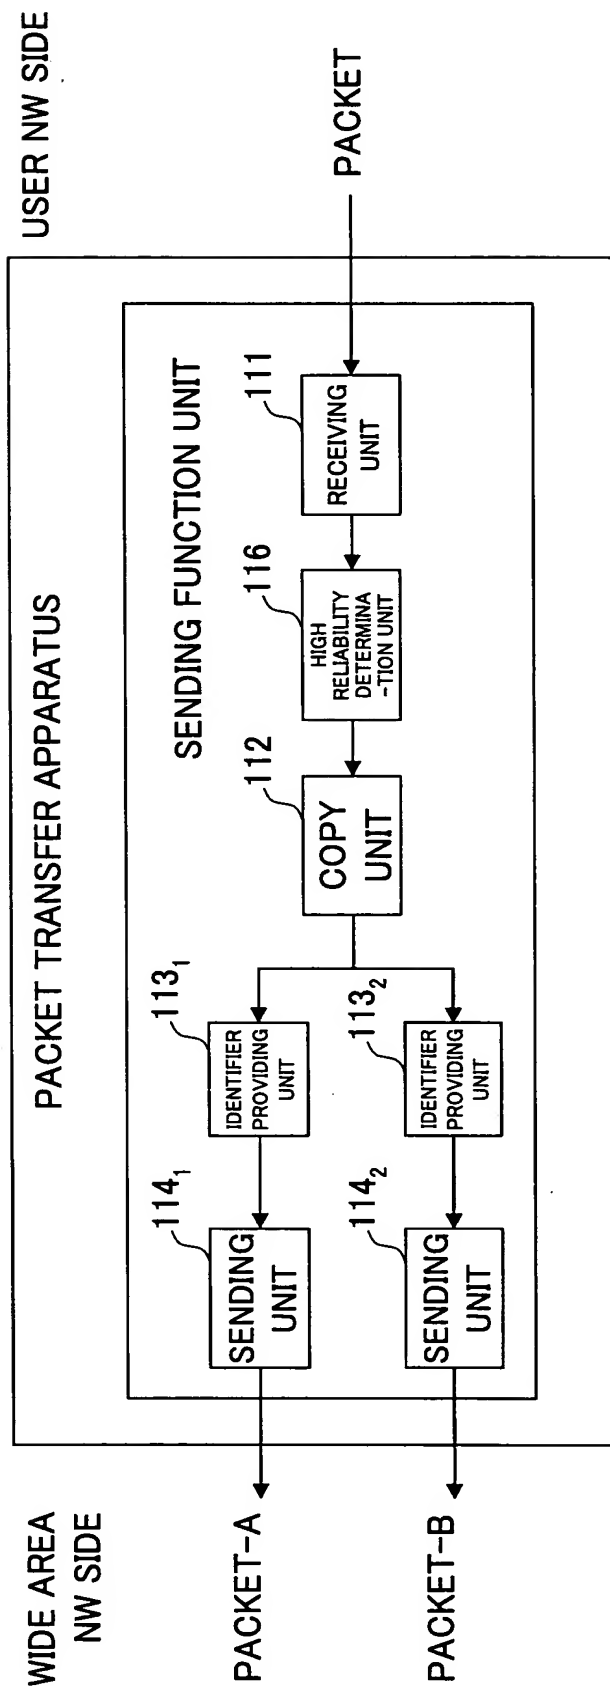 WIDE AREA
NW SIDE
USER NW SIDE
PACKET TRANSFER APPARATUS
SENDING FUNCTION UNIT
PACKET-A
114₁
SENDING
UNIT
113₁
IDENTIFIER
PROVIDING
UNIT
112
COPY
UNIT
116
HIGH
RELIABILITY
DETERMINA
-TION UNIT
111
RECEIVING
UNIT
PACKET
PACKET-B
114₂
SENDING
UNIT
113₂
IDENTIFIER
PROVIDING
UNIT